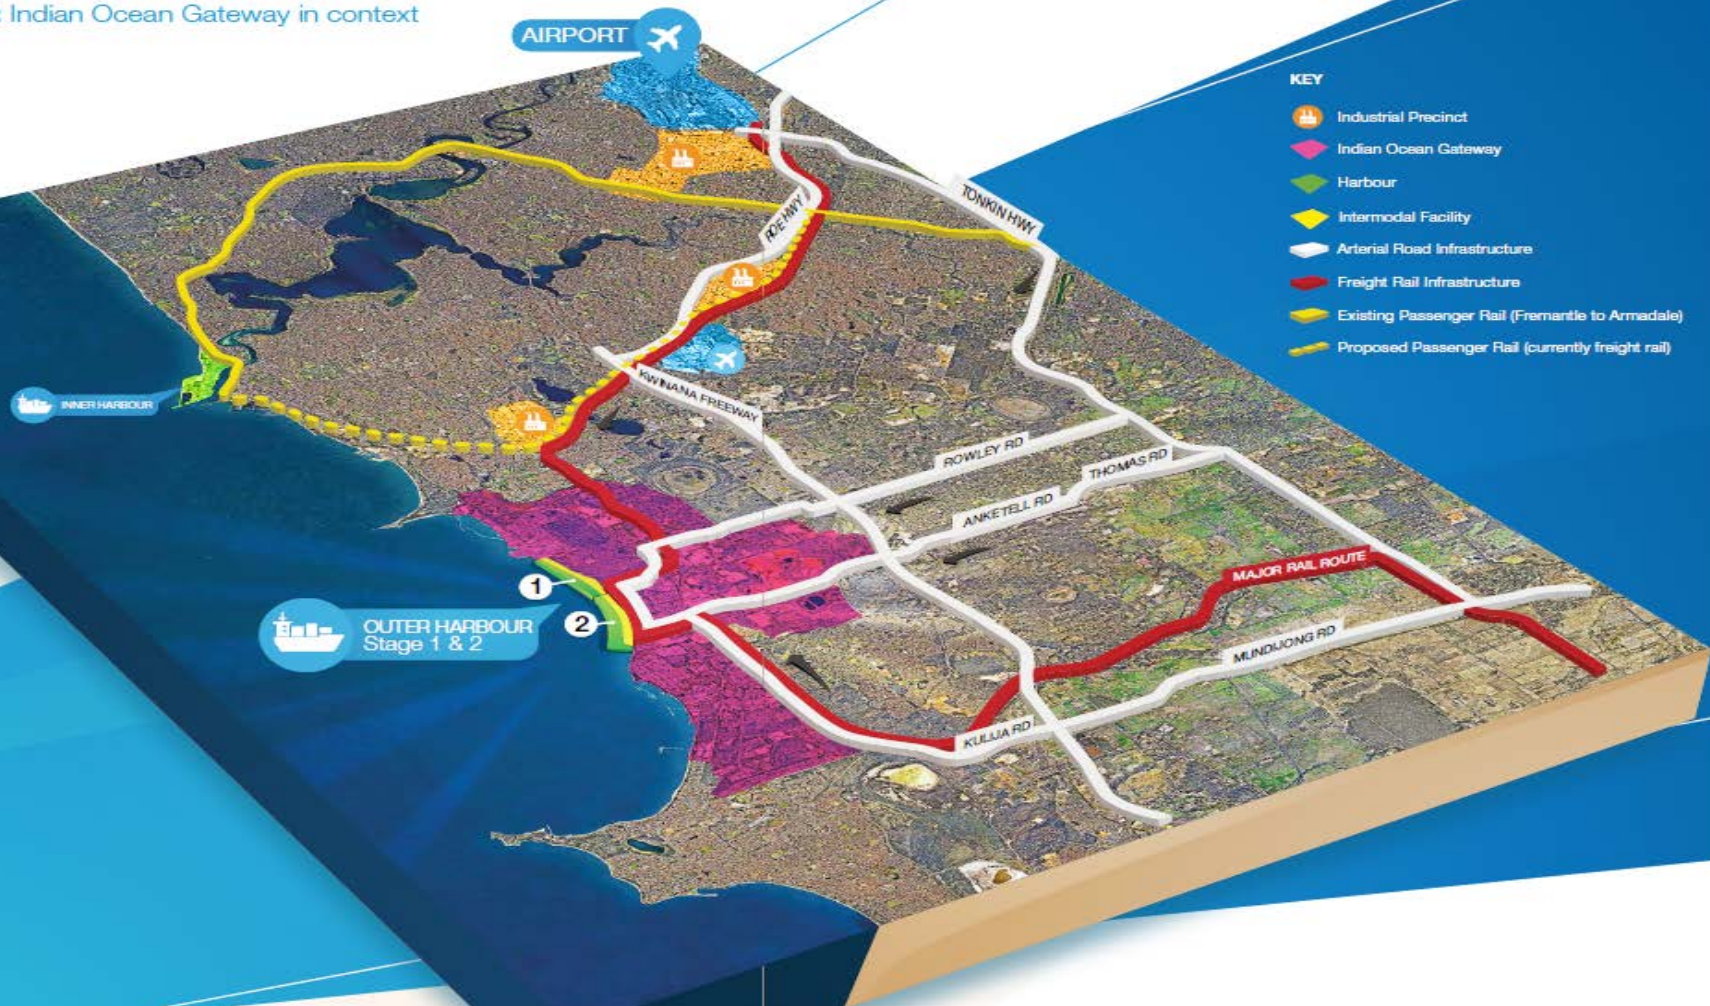 : Indian Ocean Gateway in context
AIRPORT
KEY
Industrial Precinct
Indian Ocean Gateway
Harbour
Intermodal Facility
Arterial Road Infrastructure
Freight Rail Infrastructure
Existing Passenger Rail (Fremantle to Armadale)
Proposed Passenger Rail (currently freight rail)
TONKIN HWY
ROE HWY
INNER HARBOUR
KWINANA FREEWAY
ROWLEY RD
THOMAS RD
ANKETELL RD
1
2
OUTER HARBOUR
Stage 1 & 2
MAJOR RAIL ROUTE
MUNDIJONG RD
KULIJA RD